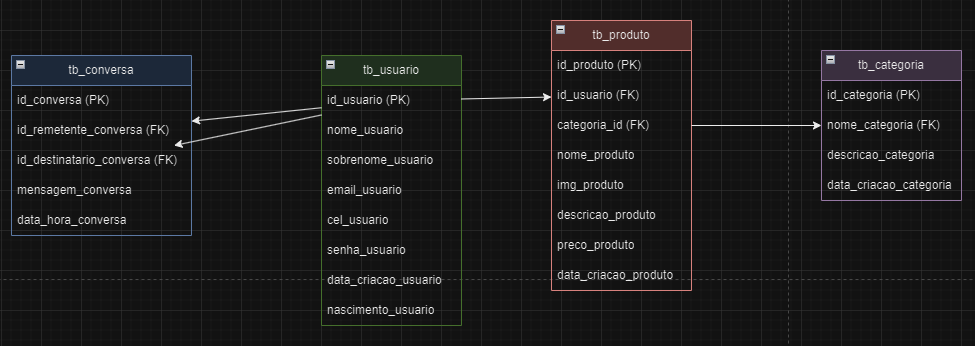 tb_conversa
id_conversa (PK)
id_remetente_conversa (FK)
id_destinatario_conversa (FK)
mensagem_conversa
data_hora_conversa
tb_usuario
id_usuario (PK)
nome_usuario
sobrenome_usuario
email_usuario
cel_usuario
senha_usuario
data_criacao_usuario
nascimento_usuario
tb_produto
id_produto (PK)
id_usuario (FK)
categoria_id (FK)
nome_produto
img_produto
descricao_produto
preco_produto
data_criacao_produto
tb_categoria
id_categoria (PK)
nome_categoria (FK)
descricao_categoria
data_criacao_categoria